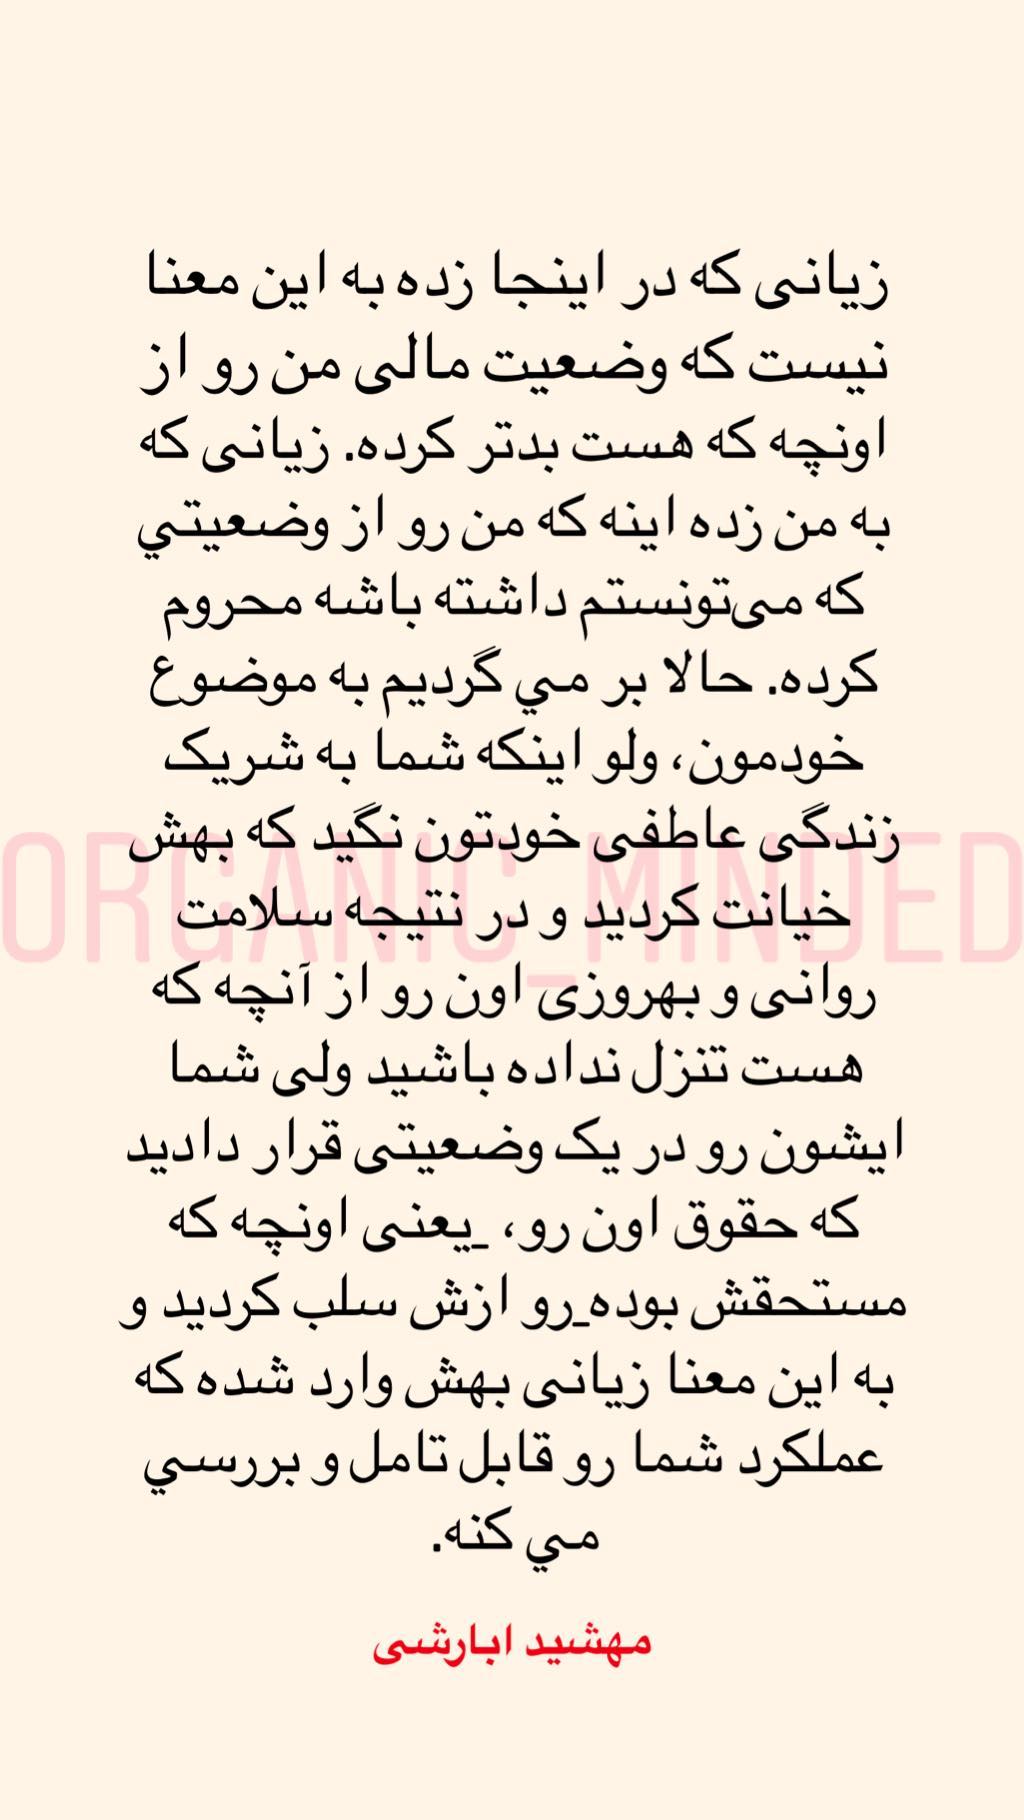 زیانی که در اینجا زده به این معنا
نیست که وضعیت مالی من رو از
اونچه که هست بدتر کرده. زیانی که
به من زده اینه که من رو از وضعیتي
که می‌تونستم داشته باشه محروم
کرده. حالا بر مي گردیم به موضوع
خودمون، ولو اینکه شما به شریک
زندگی عاطفی خودتون نگید که بهش
ORGANIC_MINDED
خیانت کردید و در نتیجه سلامت
روانی و بهروزی اون رو از آنچه که
هست تنزل نداده باشید ولی شما
ایشون رو در یک وضعیتی قرار دادید
که حقوق اون رو، _یعنی اونچه که
مستحقش بوده_رو ازش سلب کردید و
به این معنا زیانی بهش وارد شده که
عملکرد شما رو قابل تامل و بررسي
مي کنه.
مهشید ابارشی